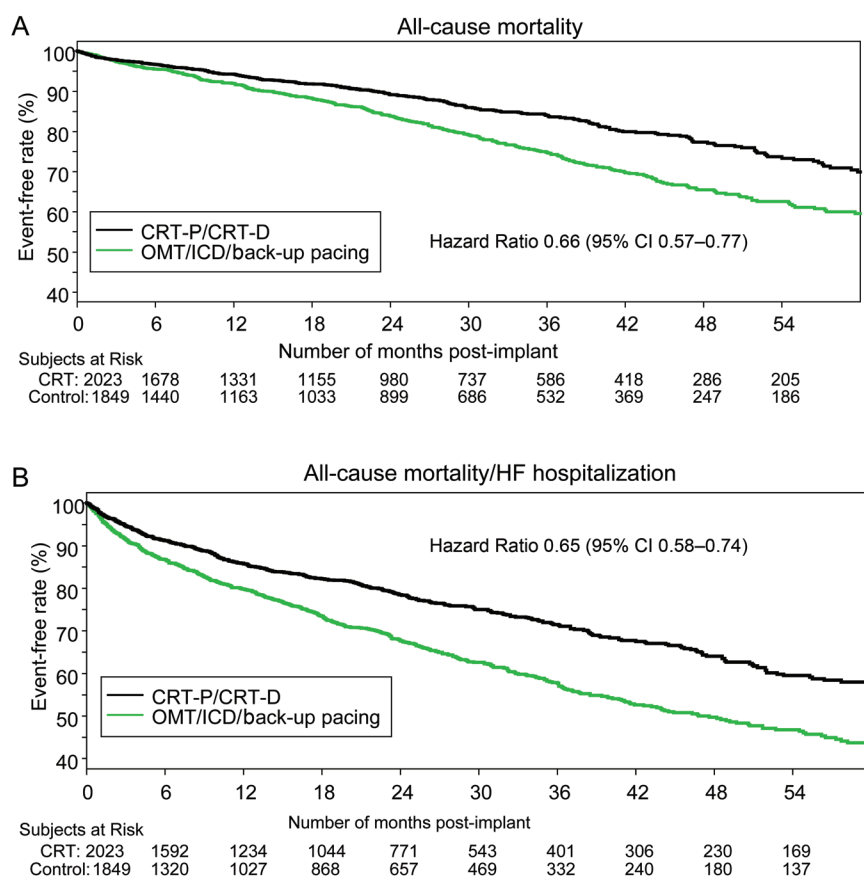 A
All-cause mortality
100
90
80
70
60
50
40
Event-free rate (%)
CRT-P/CRT-D
OMT/ICD/back-up pacing
Hazard Ratio 0.66 (95% CI 0.57–0.77)
0 6 12 18 24 30 36 42 48 54
Number of months post-implant
Subjects at Risk
CRT: 2023 1678 1331 1155 980 737 586 418 286 205
Control: 1849 1440 1163 1033 899 686 532 369 247 186
B
All-cause mortality/HF hospitalization
100
90
80
70
60
50
40
Event-free rate (%)
Hazard Ratio 0.65 (95% CI 0.58–0.74)
CRT-P/CRT-D
OMT/ICD/back-up pacing
0 6 12 18 24 30 36 42 48 54
Number of months post-implant
Subjects at Risk
CRT: 2023 1592 1234 1044 771 543 401 306 230 169
Control: 1849 1320 1027 868 657 469 332 240 180 137